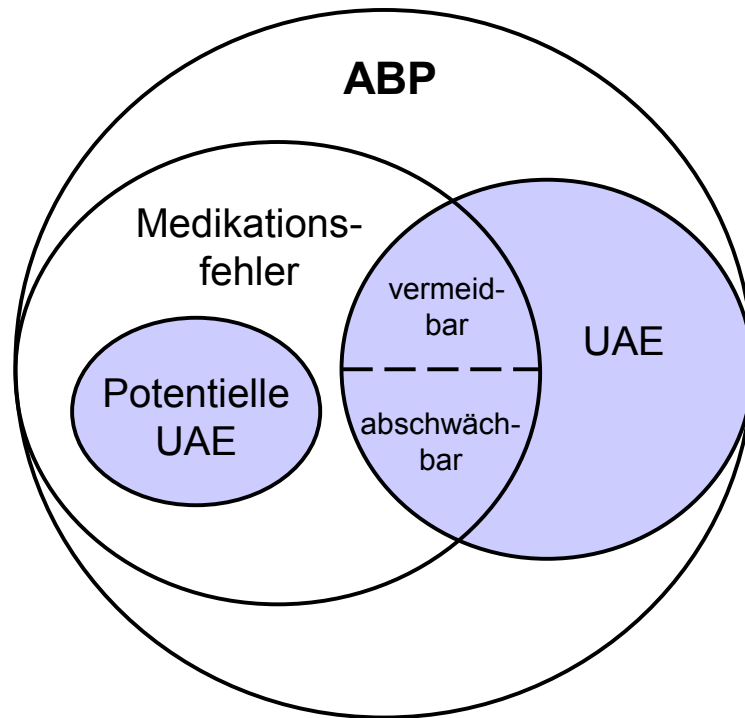 ABP
Medikations-
fehler
vermeid-
bar
UAE
Potentielle
UAE
abschwäch-
bar